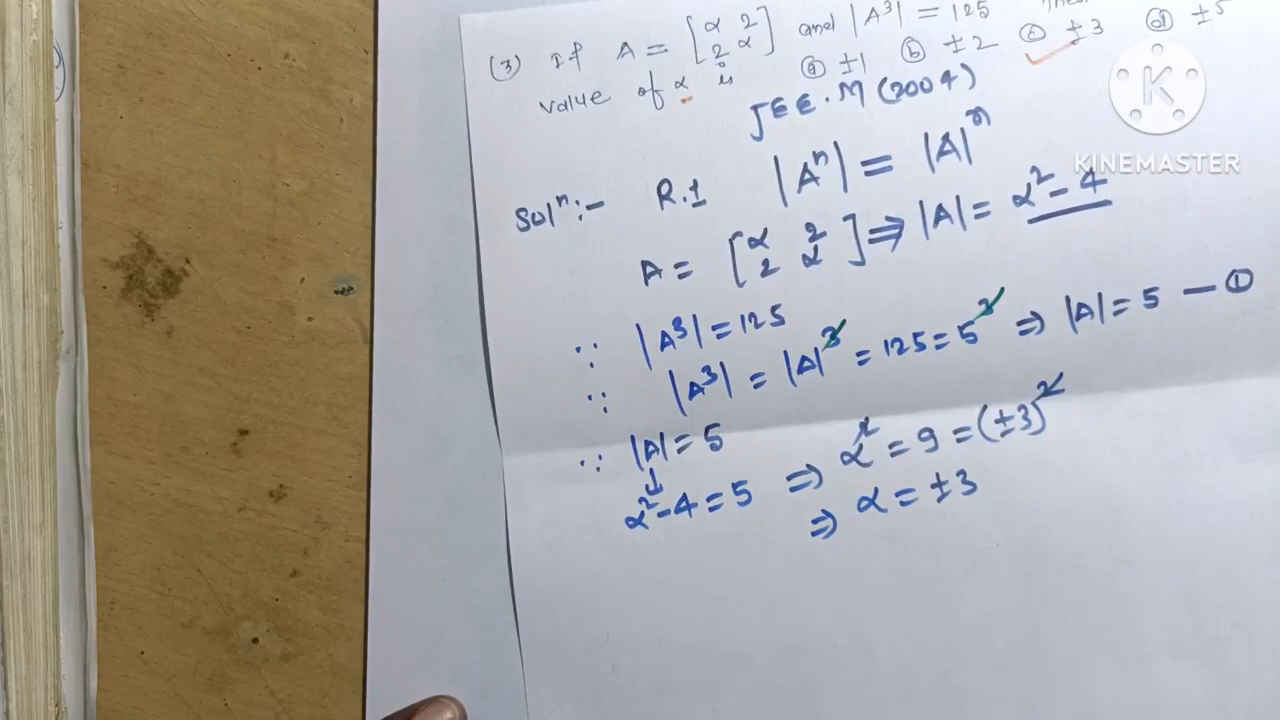 (3) If A = [α 2
2 α] and |A³| = 125 then
value of α is (a) ±1 (b) ±2 (c) ±3 (d) ±5
JEE.M (2004)
Solⁿ:- R.1 |Aⁿ| = |A|ⁿ
A = [α 2
2 α] ⇒ |A| = α² - 4
∵ |A³| = 125
∵ |A³| = |A|³ = 125 = 5³ ⇒ |A| = 5 — ①
∵ |A| = 5
↓
α² - 4 = 5 ⇒ α² = 9 = (±3)²
⇒ α = ±3
K
KINEMASTER